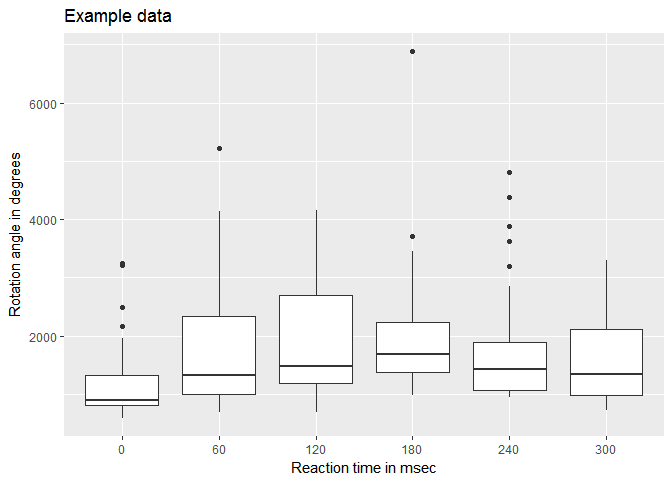 Example data
Rotation angle in degrees
6000
4000
2000
0 60 120 180 240 300
Reaction time in msec